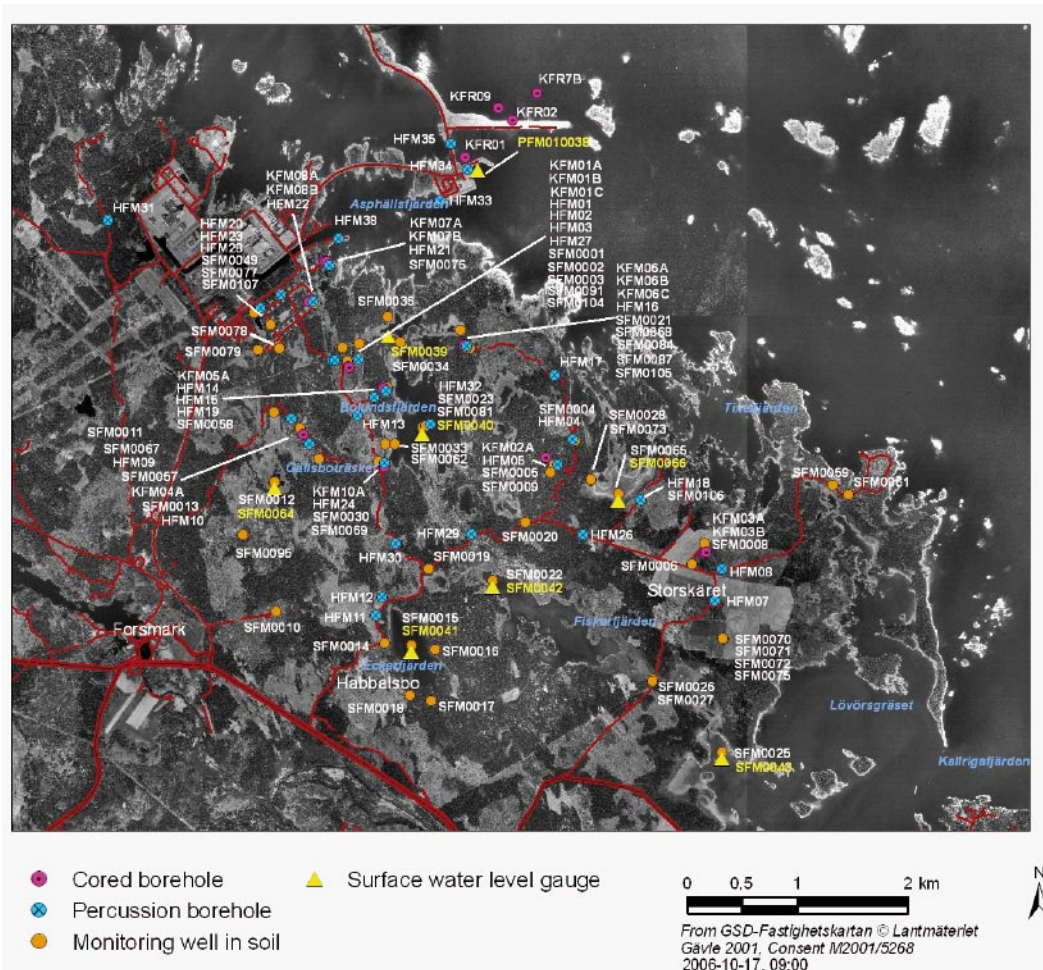 KFR7B
KFR09
KFR02
HFM35
PFM010038
KFR01
HFM34
HFM33
Asphällsfjärden
KFM01A
KFM01B
KFM01C
HFM01
HFM02
HFM03
HFM27
SFM0001
SFM0002
SFM0003
SFM0091
SFM0104
KFM08A
KFM08B
HFM22
HFM31
HFM38
HFM20
HFM23
HFM28
SFM0049
SFM0077
SFM0107
KFM07A
KFM07B
HFM21
SFM0076
KFM06A
KFM06B
KFM06C
HFM16
SFM0021
SFM0068
SFM0084
SFM0087
SFM0105
SFM0035
SFM0078
SFM0079
SFM0039
SFM0034
HFM17
KFM05A
HFM14
HFM15
HFM19
SFM0058
Bolundsfjärden
HFM13
HFM32
SFM0023
SFM0081
SFM0040
SFM0004
HFM04
SFM0028
SFM0073
Tixelfjärden
SFM0011
SFM0067
HFM09
SFM0057
KFM04A
SFM0013
HFM10
Gällsboträsket
SFM0033
SFM0062
KFM02A
HFM05
SFM0005
SFM0009
SFM0065
SFM0066
HFM18
SFM0106
SFM0059
SFM0061
SFM0012
SFM0064
KFM10A
HFM24
SFM0030
SFM0069
SFM0095
HFM29
HFM30
SFM0019
SFM0020
HFM26
KFM03A
KFM03B
SFM0008
SFM0006
HFM08
Storskäret
HFM07
SFM0022
SFM0042
Fiskarfjärden
HFM12
HFM11
SFM0010
SFM0015
SFM0041
SFM0014
SFM0016
Eckarfjärden
Habbalsbo
SFM0018
SFM0017
Forsmark
SFM0070
SFM0071
SFM0072
SFM0075
SFM0026
SFM0027
Lövörsgräset
SFM0025
SFM0043
Kallrigafjärden
Cored borehole
Percussion borehole
Monitoring well in soil
Surface water level gauge
0 0,5 1 2 km
N
From GSD-Fastighetskartan © Lantmäteriet
Gävle 2001, Consent M2001/5268
2006-10-17, 09:00